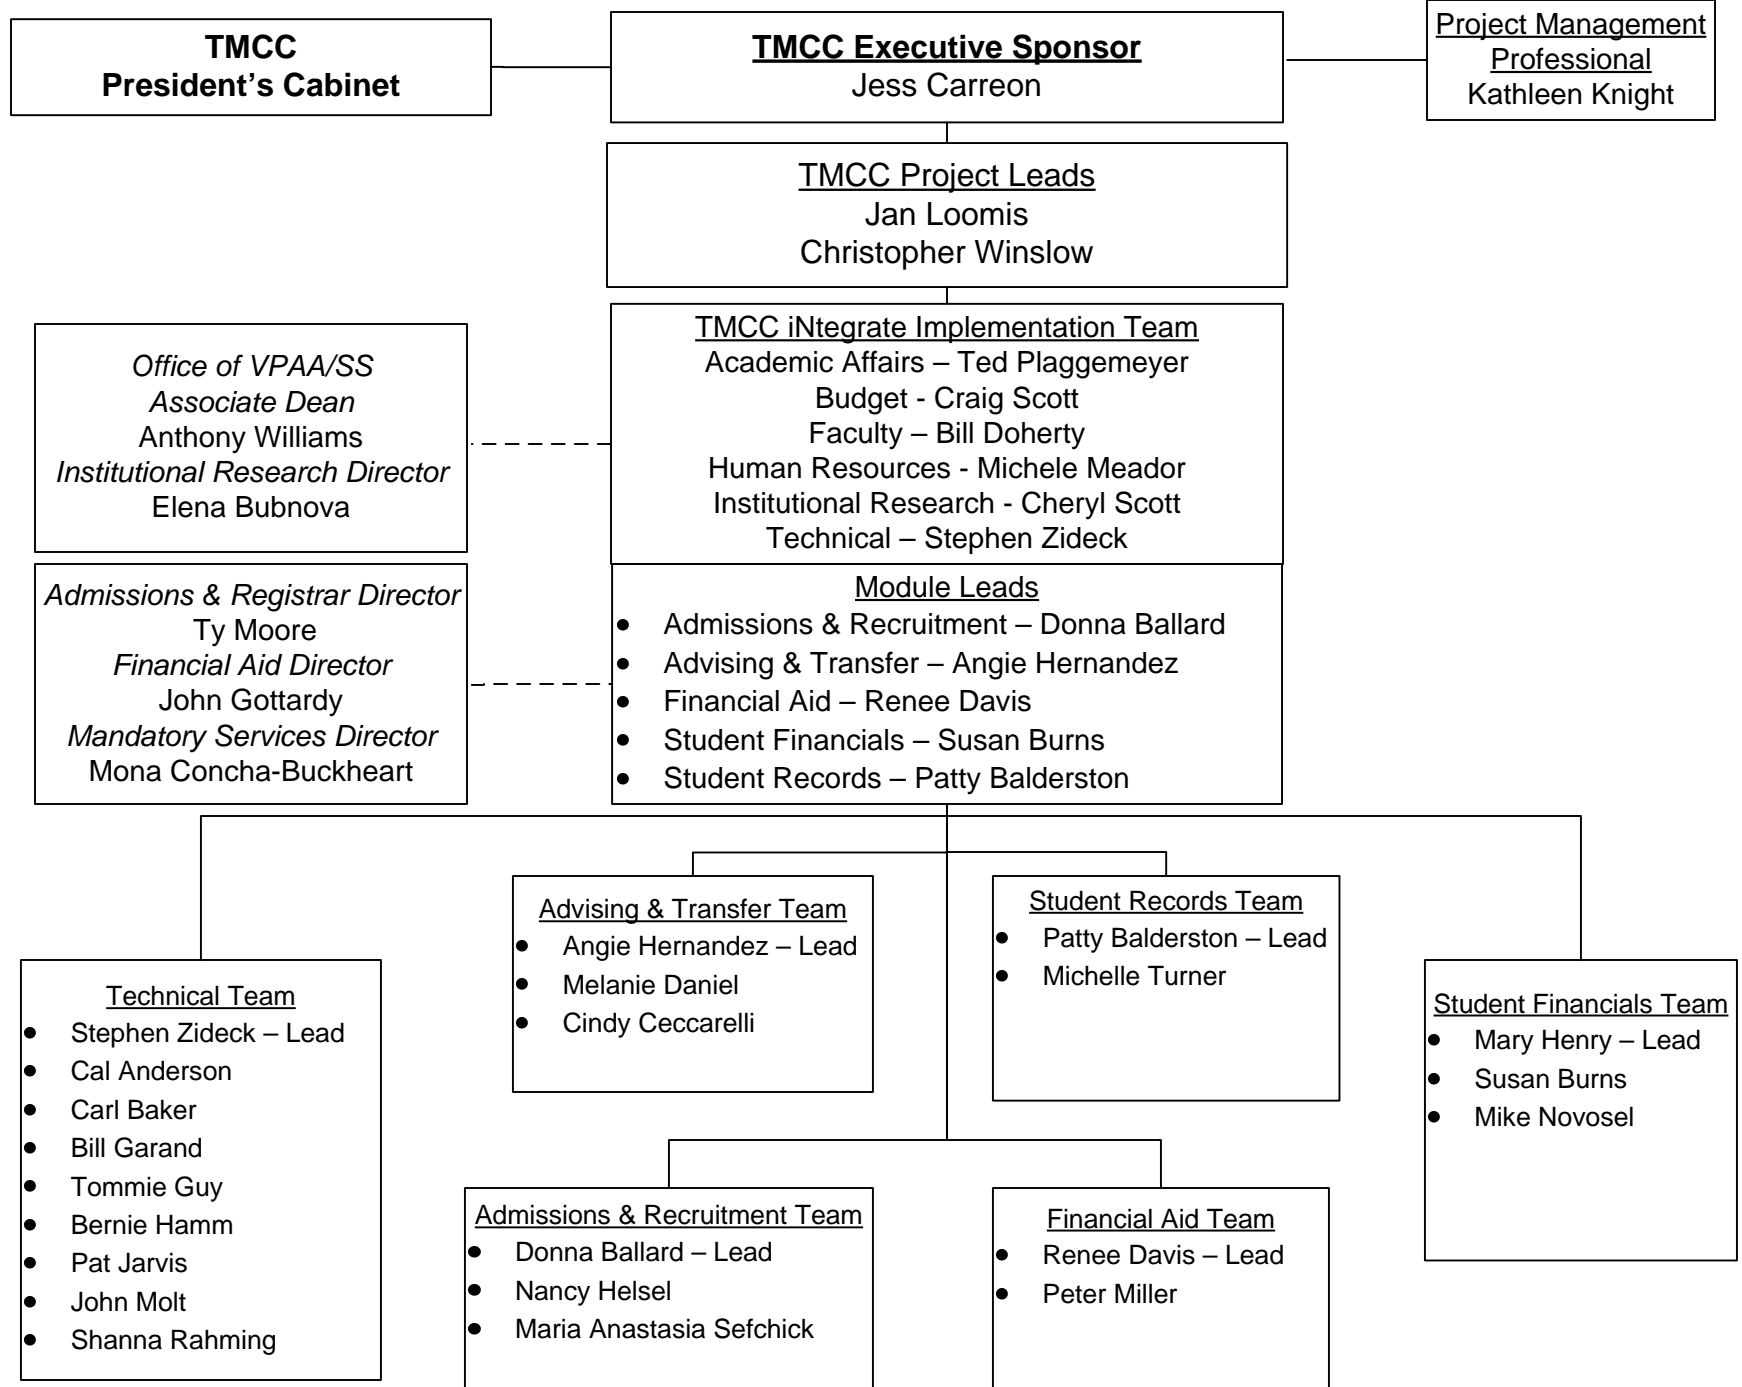 TMCC
President’s Cabinet
TMCC Executive Sponsor
Jess Carreon
Project Management
Professional
Kathleen Knight
TMCC Project Leads
Jan Loomis
Christopher Winslow
Office of VPAA/SS
Associate Dean
Anthony Williams
Institutional Research Director
Elena Bubnova
TMCC iNtegrate Implementation Team
Academic Affairs – Ted Plaggemeyer
Budget - Craig Scott
Faculty – Bill Doherty
Human Resources - Michele Meador
Institutional Research - Cheryl Scott
Technical – Stephen Zideck
Admissions & Registrar Director
Ty Moore
Financial Aid Director
John Gottardy
Mandatory Services Director
Mona Concha-Buckheart
Module Leads
• Admissions & Recruitment – Donna Ballard
• Advising & Transfer – Angie Hernandez
• Financial Aid – Renee Davis
• Student Financials – Susan Burns
• Student Records – Patty Balderston
Technical Team
• Stephen Zideck – Lead
• Cal Anderson
• Carl Baker
• Bill Garand
• Tommie Guy
• Bernie Hamm
• Pat Jarvis
• John Molt
• Shanna Rahming
Advising & Transfer Team
• Angie Hernandez – Lead
• Melanie Daniel
• Cindy Ceccarelli
Student Records Team
• Patty Balderston – Lead
• Michelle Turner
Student Financials Team
• Mary Henry – Lead
• Susan Burns
• Mike Novosel
Admissions & Recruitment Team
• Donna Ballard – Lead
• Nancy Helsel
• Maria Anastasia Sefchick
Financial Aid Team
• Renee Davis – Lead
• Peter Miller